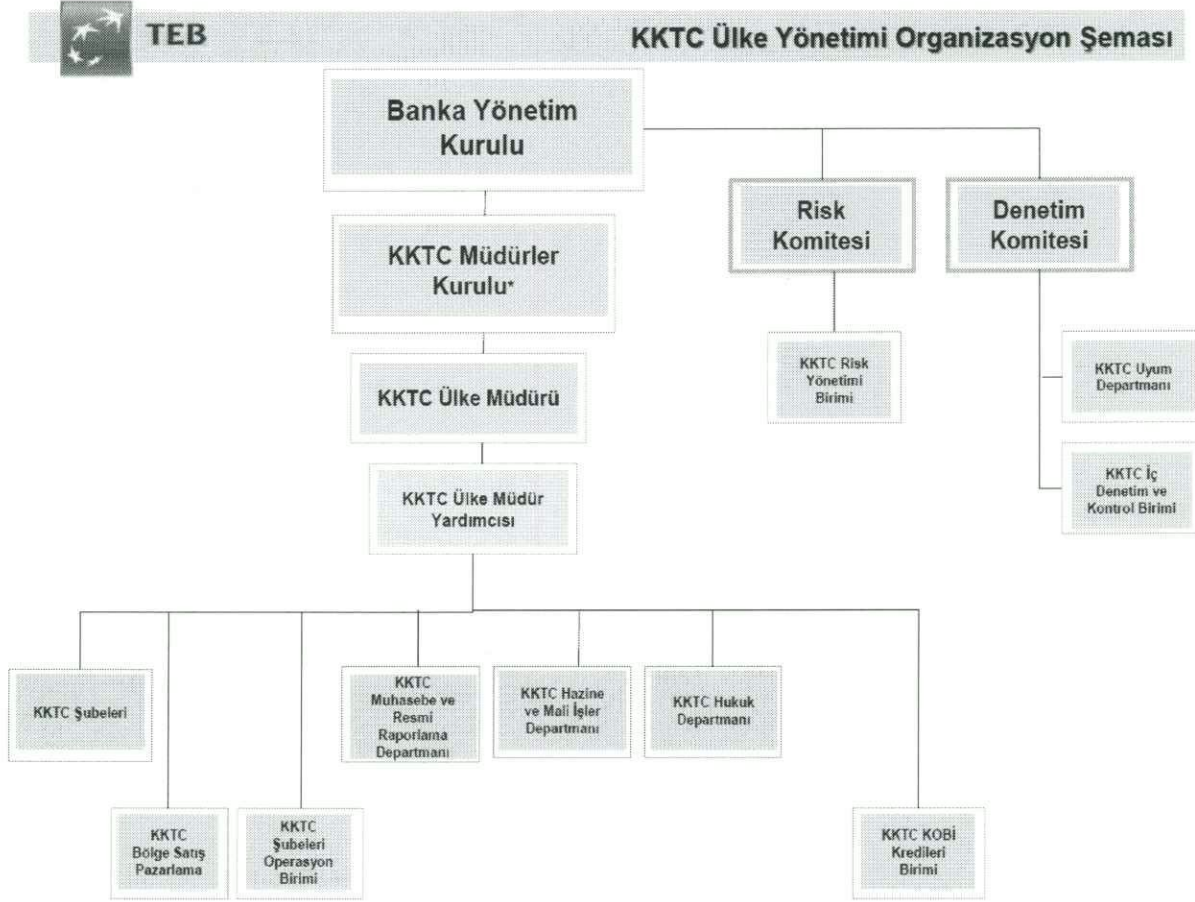 TEB
KKTC Ülke Yönetimi Organizasyon Şeması
Banka Yönetim
Kurulu
Risk
Komitesi
Denetim
Komitesi
KKTC Müdürler
Kurulu*
KKTC Risk
Yönetimi
Birimi
KKTC Uyum
Departmanı
KKTC Ülke Müdürü
KKTC İç
Denetim ve
Kontrol Birimi
KKTC Ülke Müdür
Yardımcısı
KKTC Şubeleri
KKTC
Muhasebe ve
Resmi
Raporlama
Departmanı
KKTC Hazine
ve Mali İşler
Departmanı
KKTC Hukuk
Departmanı
KKTC
Bölge Satış
Pazarlama
KKTC
Şubeleri
Operasyon
Birimi
KKTC KOBİ
Kredileri
Birimi